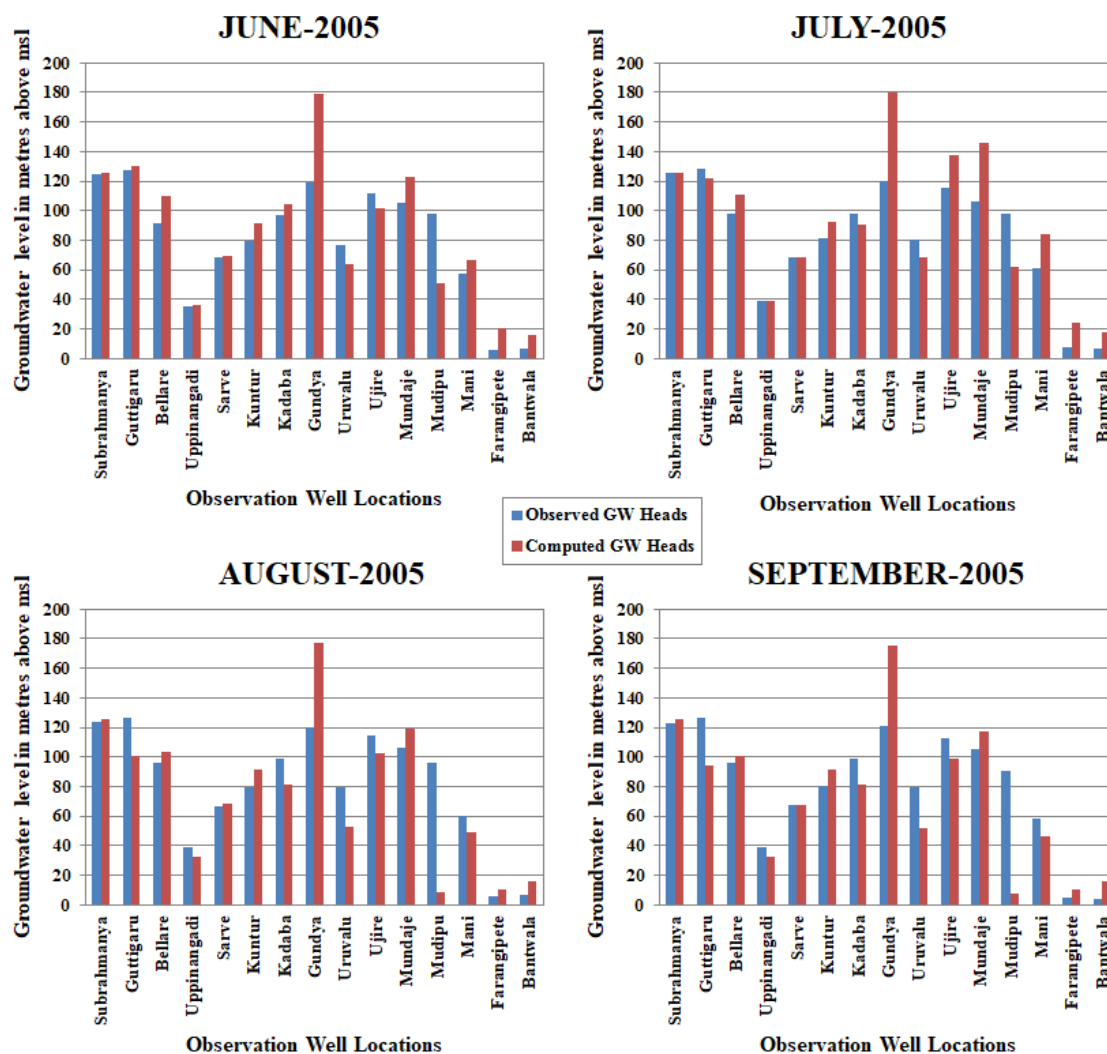 JUNE-2005
Groundwater level in metres above msl
200
180
160
140
120
100
80
60
40
20
0
Subrahmanya
Guttigaru
Bellare
Uppinangadi
Sarve
Kuntur
Kadaba
Gundya
Uruvalu
Ujire
Mundaje
Mudipu
Mani
Farangipete
Bantwala
Observation Well Locations
JULY-2005
Groundwater level in metres above msl
200
180
160
140
120
100
80
60
40
20
0
Subrahmanya
Guttigaru
Bellare
Uppinangadi
Sarve
Kuntur
Kadaba
Gundya
Uruvalu
Ujire
Mundaje
Mudipu
Mani
Farangipete
Bantwala
Observation Well Locations
Observed GW Heads
Computed GW Heads
AUGUST-2005
Groundwater level in metres above msl
200
180
160
140
120
100
80
60
40
20
0
Subrahmanya
Guttigaru
Bellare
Uppinangadi
Sarve
Kuntur
Kadaba
Gundya
Uruvalu
Ujire
Mundaje
Mudipu
Mani
Farangipete
Bantwala
Observation Well Locations
SEPTEMBER-2005
Groundwater level in metres above msl
200
180
160
140
120
100
80
60
40
20
0
Subrahmanya
Guttigaru
Bellare
Uppinangadi
Sarve
Kuntur
Kadaba
Gundya
Uruvalu
Ujire
Mundaje
Mudipu
Mani
Farangipete
Bantwala
Observation Well Locations